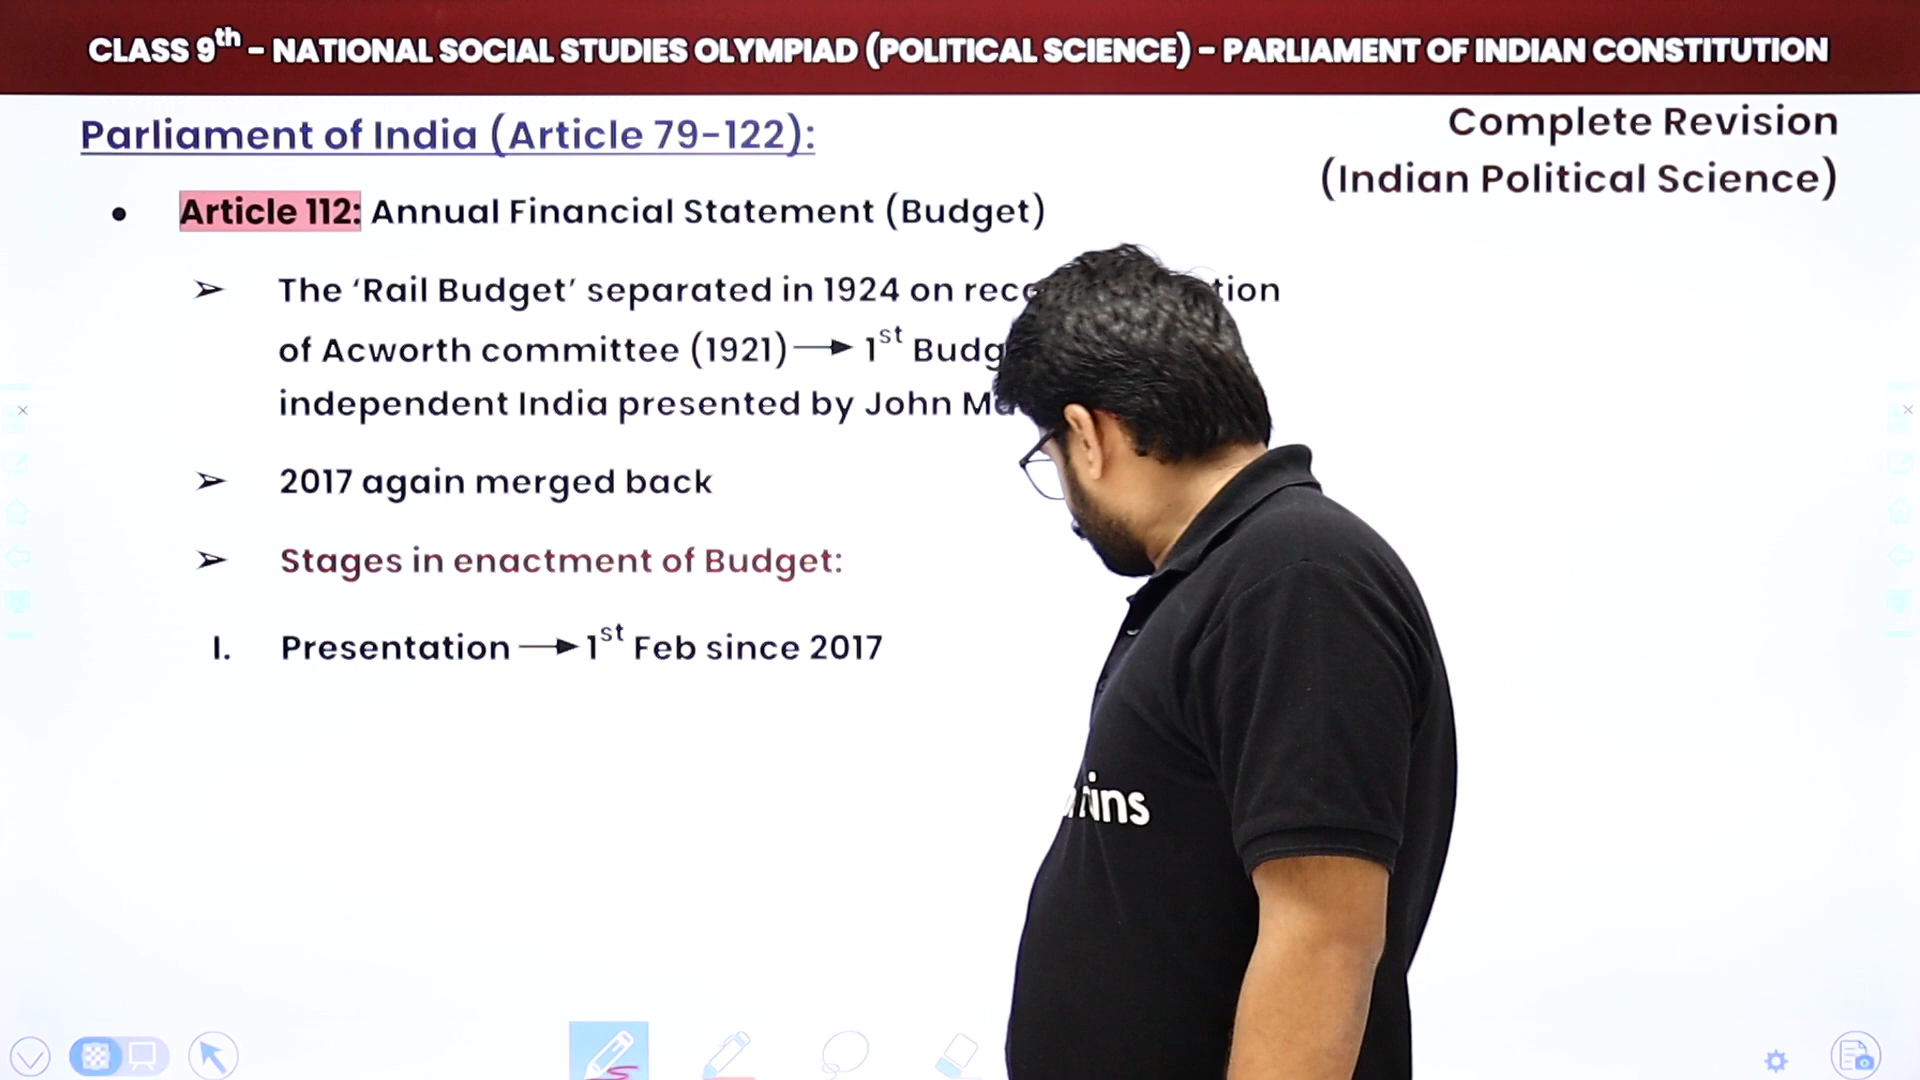 CLASS 9th - NATIONAL SOCIAL STUDIES OLYMPIAD (POLITICAL SCIENCE) - PARLIAMENT OF INDIAN CONSTITUTION
Parliament of India (Article 79-122):
Complete Revision
(Indian Political Science)
• Article 112: Annual Financial Statement (Budget)
➢ The ‘Rail Budget’ separated in 1924 on
of Acworth committee (1921) → 1st
independent India presented by John
➢ 2017 again merged back
➢ Stages in enactment of Budget:
I. Presentation → 1st Feb since 2017